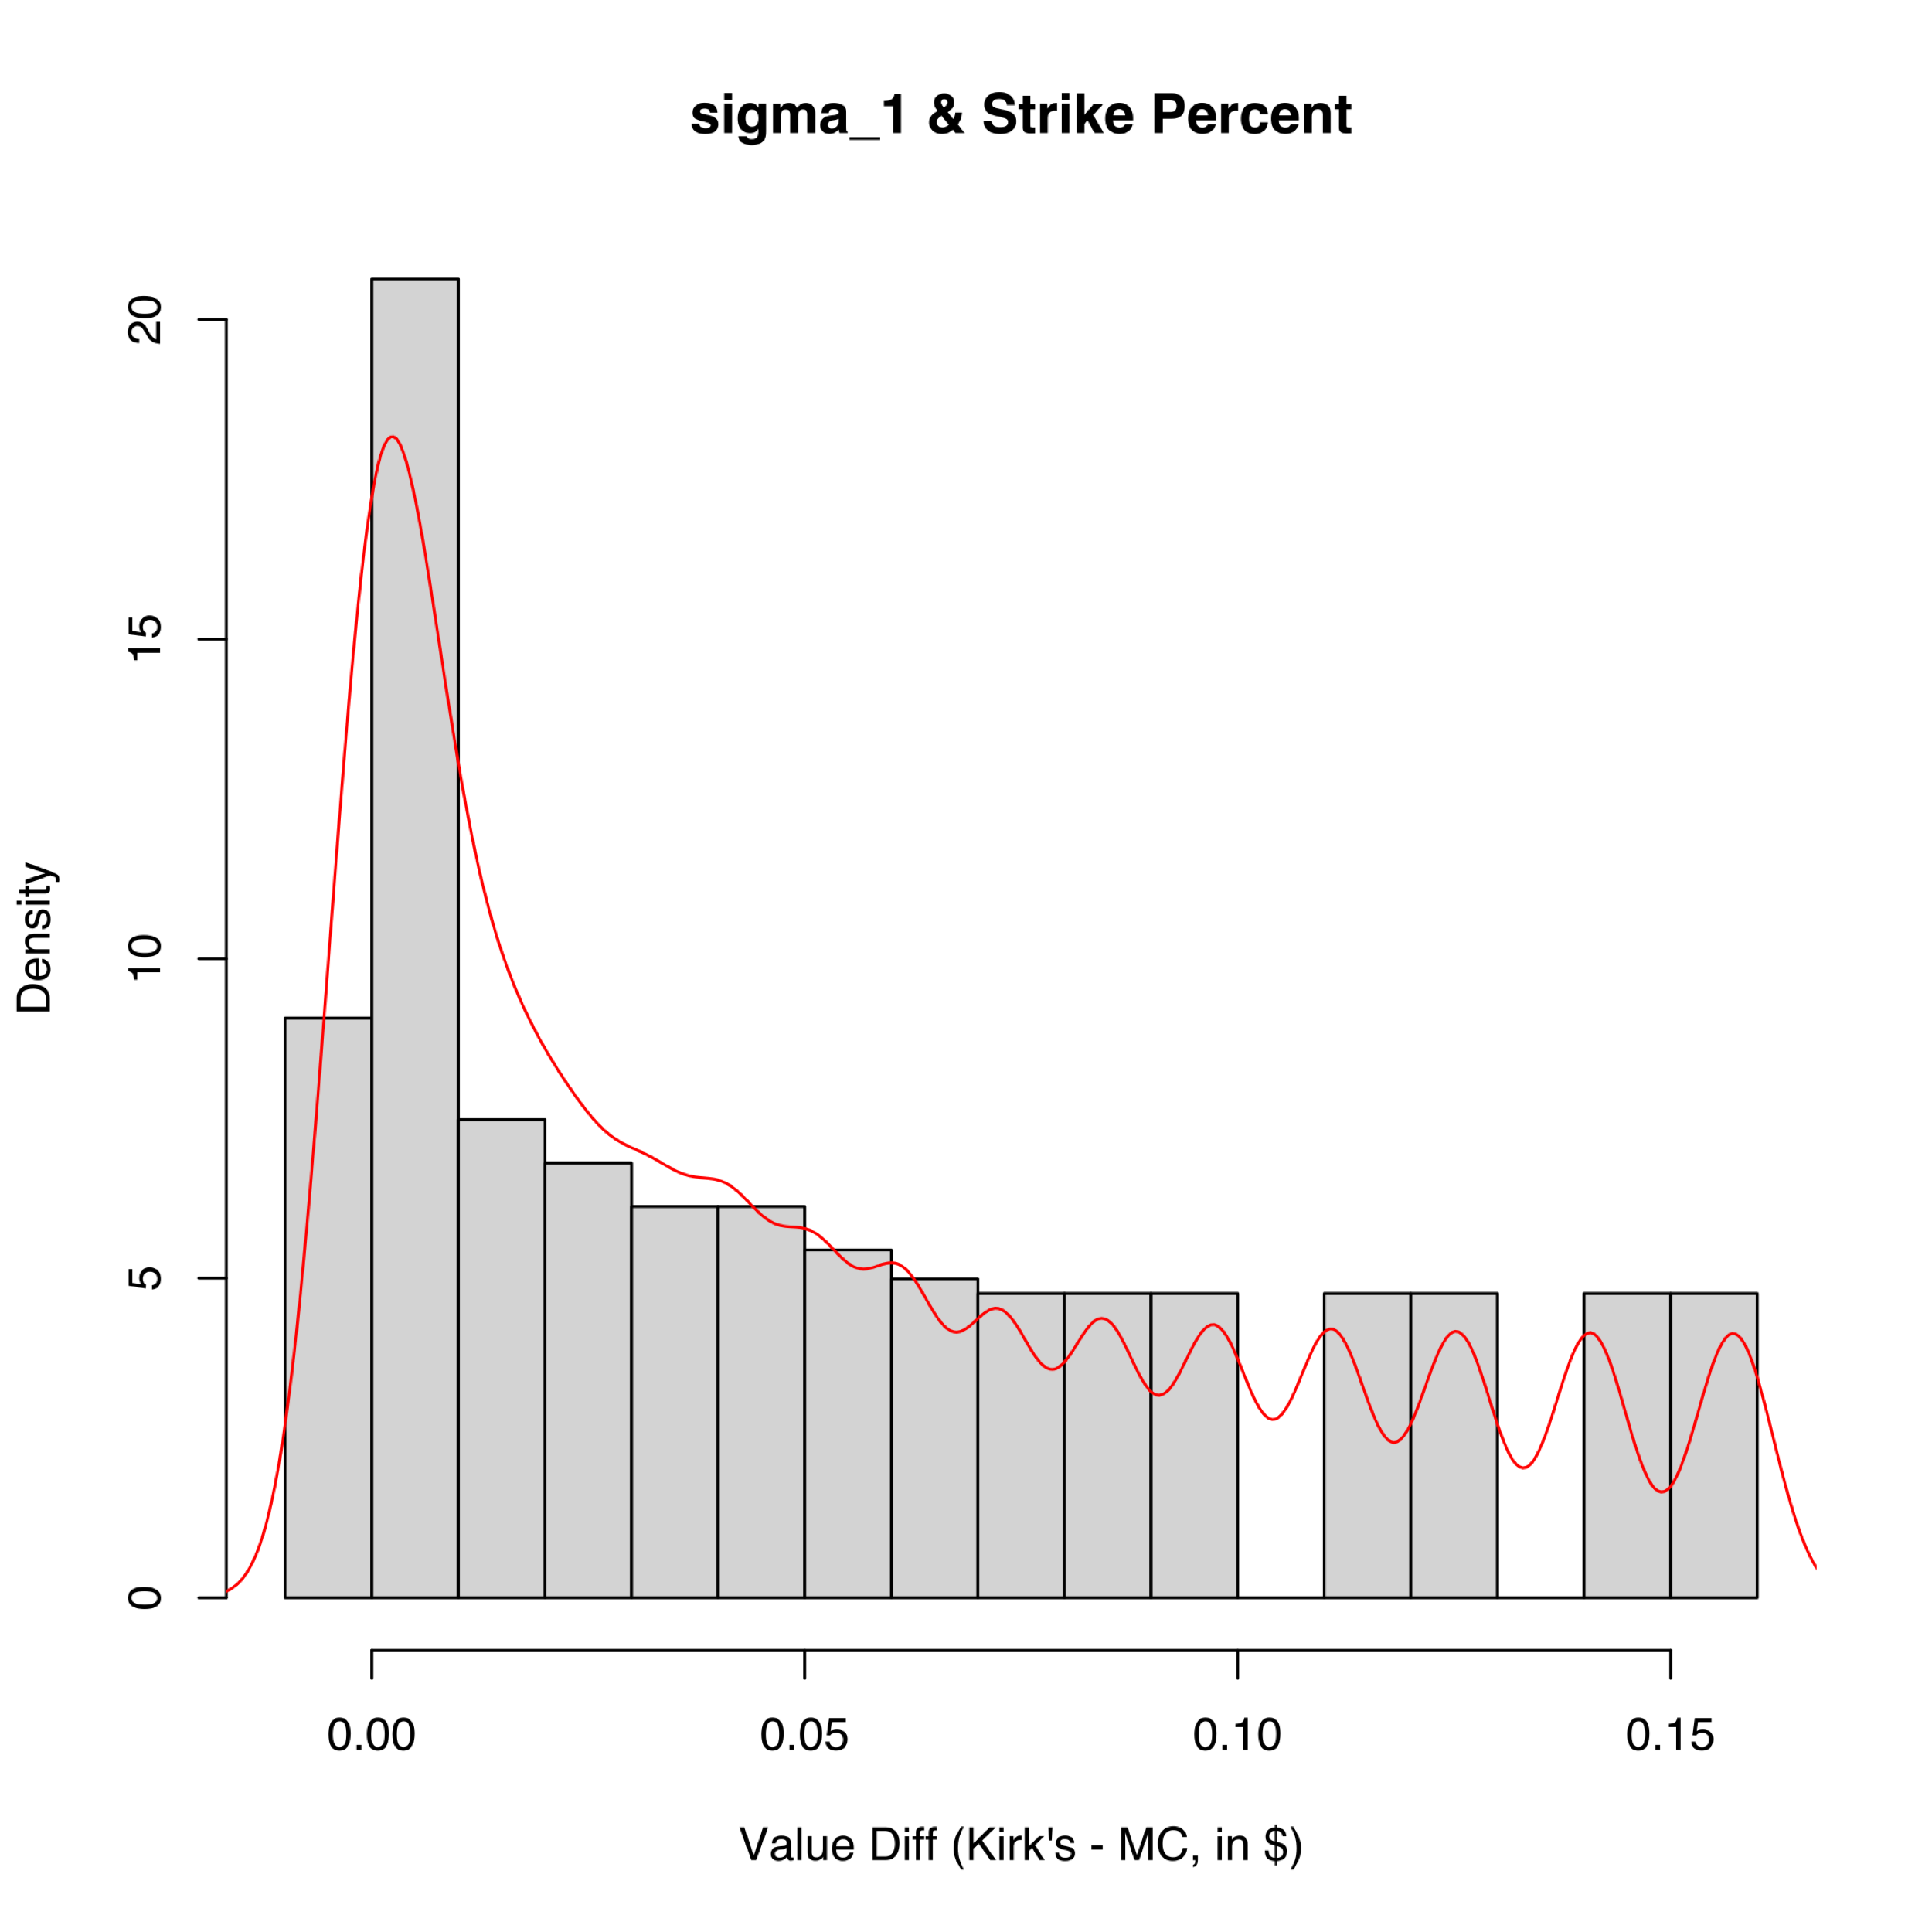 sigma_1 & Strike Percent
Density
20
15
10
5
0
0.00 0.05 0.10 0.15
Value Diff (Kirk's - MC, in $)